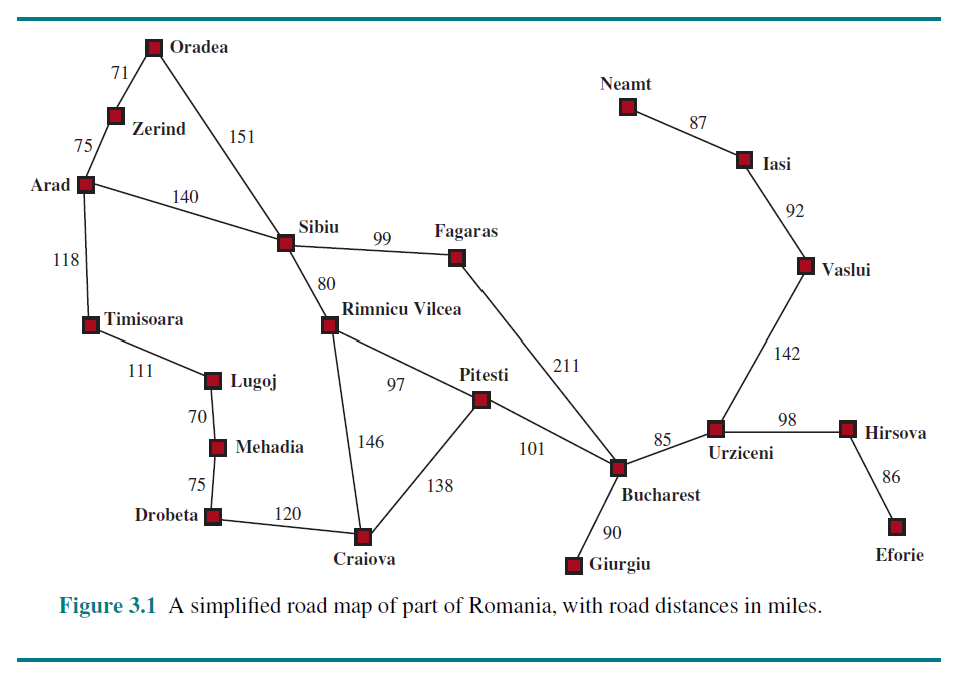 Oradea
71
Neamt
87
Zerind
151
75
Iasi
Arad
140
92
Sibiu
99
Fagaras
118
Vaslui
80
Timisoara
Rimnicu Vilcea
142
111
Lugoj
97
Pitesti
211
70
98
Mehadia
146
101
85
Urziceni
Hirsova
75
138
Bucharest
86
Drobeta
120
90
Craiova
Giurgiu
Eforie
Figure 3.1 A simplified road map of part of Romania, with road distances in miles.